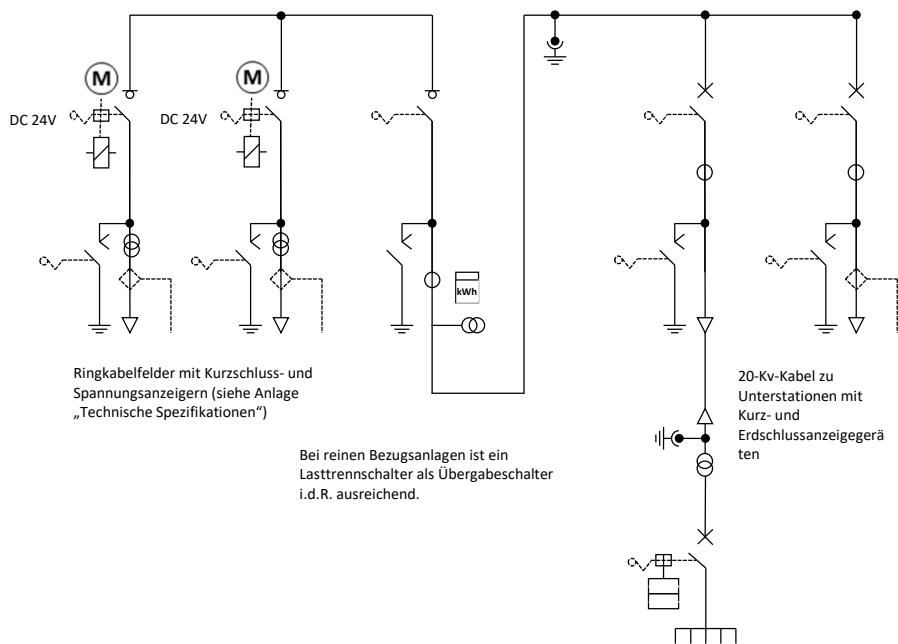 M
M
DC 24V
DC 24V
kWh
Ringkabelfelder mit Kurzschluss- und
Spannungsanzeigern (siehe Anlage
„Technische Spezifikationen“)
20-Kv-Kabel zu
Unterstationen mit
Kurz- und
Erdschlussanzeigegerä
ten
Bei reinen Bezugsanlagen ist ein
Lasttrennschalter als Übergabeschalter
i.d.R. ausreichend.